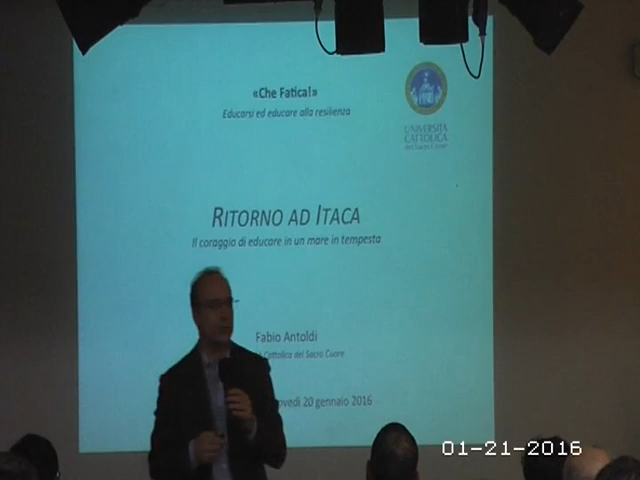 «Che Fatica!»
Educarsi ed educare alla resilienza
UNIVERSITÀ
CATTOLICA
del Sacro Cuore
RITORNO AD ITACA
Il coraggio di educare in un mare in tempesta
Fabio Antoldi
Cattolica del Sacro Cuore
ovedì 20 gennaio 2016
01-21-2016